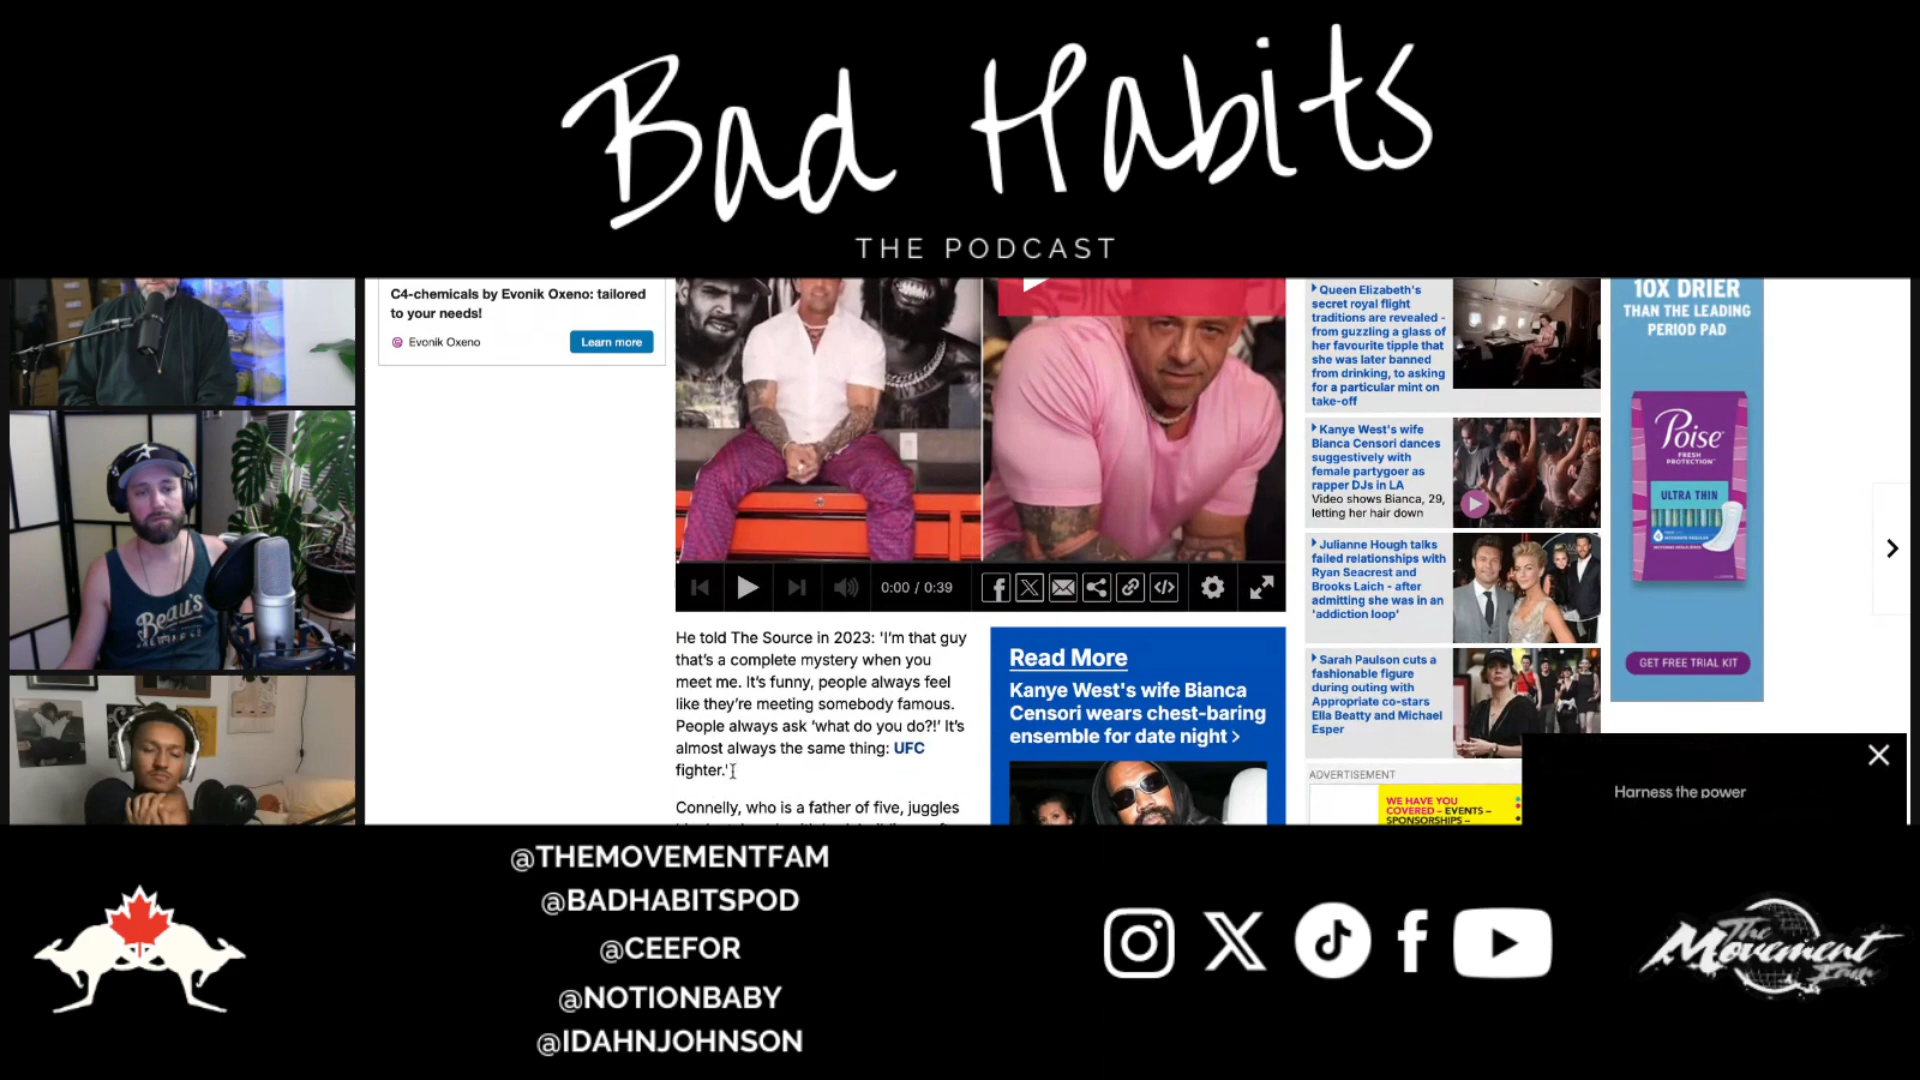 Bad Habits
THE PODCAST
C4-chemicals by Evonik Oxeno: tailored
to your needs!
Evonik Oxeno
Learn more
0:00 / 0:39
He told The Source in 2023: 'I'm that guy
that's a complete mystery when you
meet me. It's funny, people always feel
like they're meeting somebody famous.
People always ask 'what do you do?!' It's
almost always the same thing: UFC
fighter.'
Connelly, who is a father of five, juggles
Read More
Kanye West's wife Bianca
Censori wears chest-baring
ensemble for date night >
Queen Elizabeth's
secret royal flight
traditions are revealed -
from guzzling a glass of
her favourite tipple that
she was later banned
from drinking, to asking
for a particular mint on
take-off
Kanye West's wife
Bianca Censori dances
suggestively with
female partygoer as
rapper DJs in LA
Video shows Bianca, 29,
letting her hair down
Julianne Hough talks
failed relationships with
Ryan Seacrest and
Brooks Laich - after
admitting she was in an
'addiction loop'
Sarah Paulson cuts a
fashionable figure
during outing with
Appropriate co-stars
Ella Beatty and Michael
Esper
ADVERTISEMENT
WE HAVE YOU
COVERED – EVENTS –
SPONSORSHIPS –
10X DRIER
THAN THE LEADING
PERIOD PAD
Poise
FRESH
PROTECTION
ULTRA THIN
GET FREE TRIAL KIT
Harness the power
Beau's
@THEMOVEMENTFAM
@BADHABITSPOD
@CEEFOR
@NOTIONBABY
@IDAHNJOHNSON
The
Movement
Fam